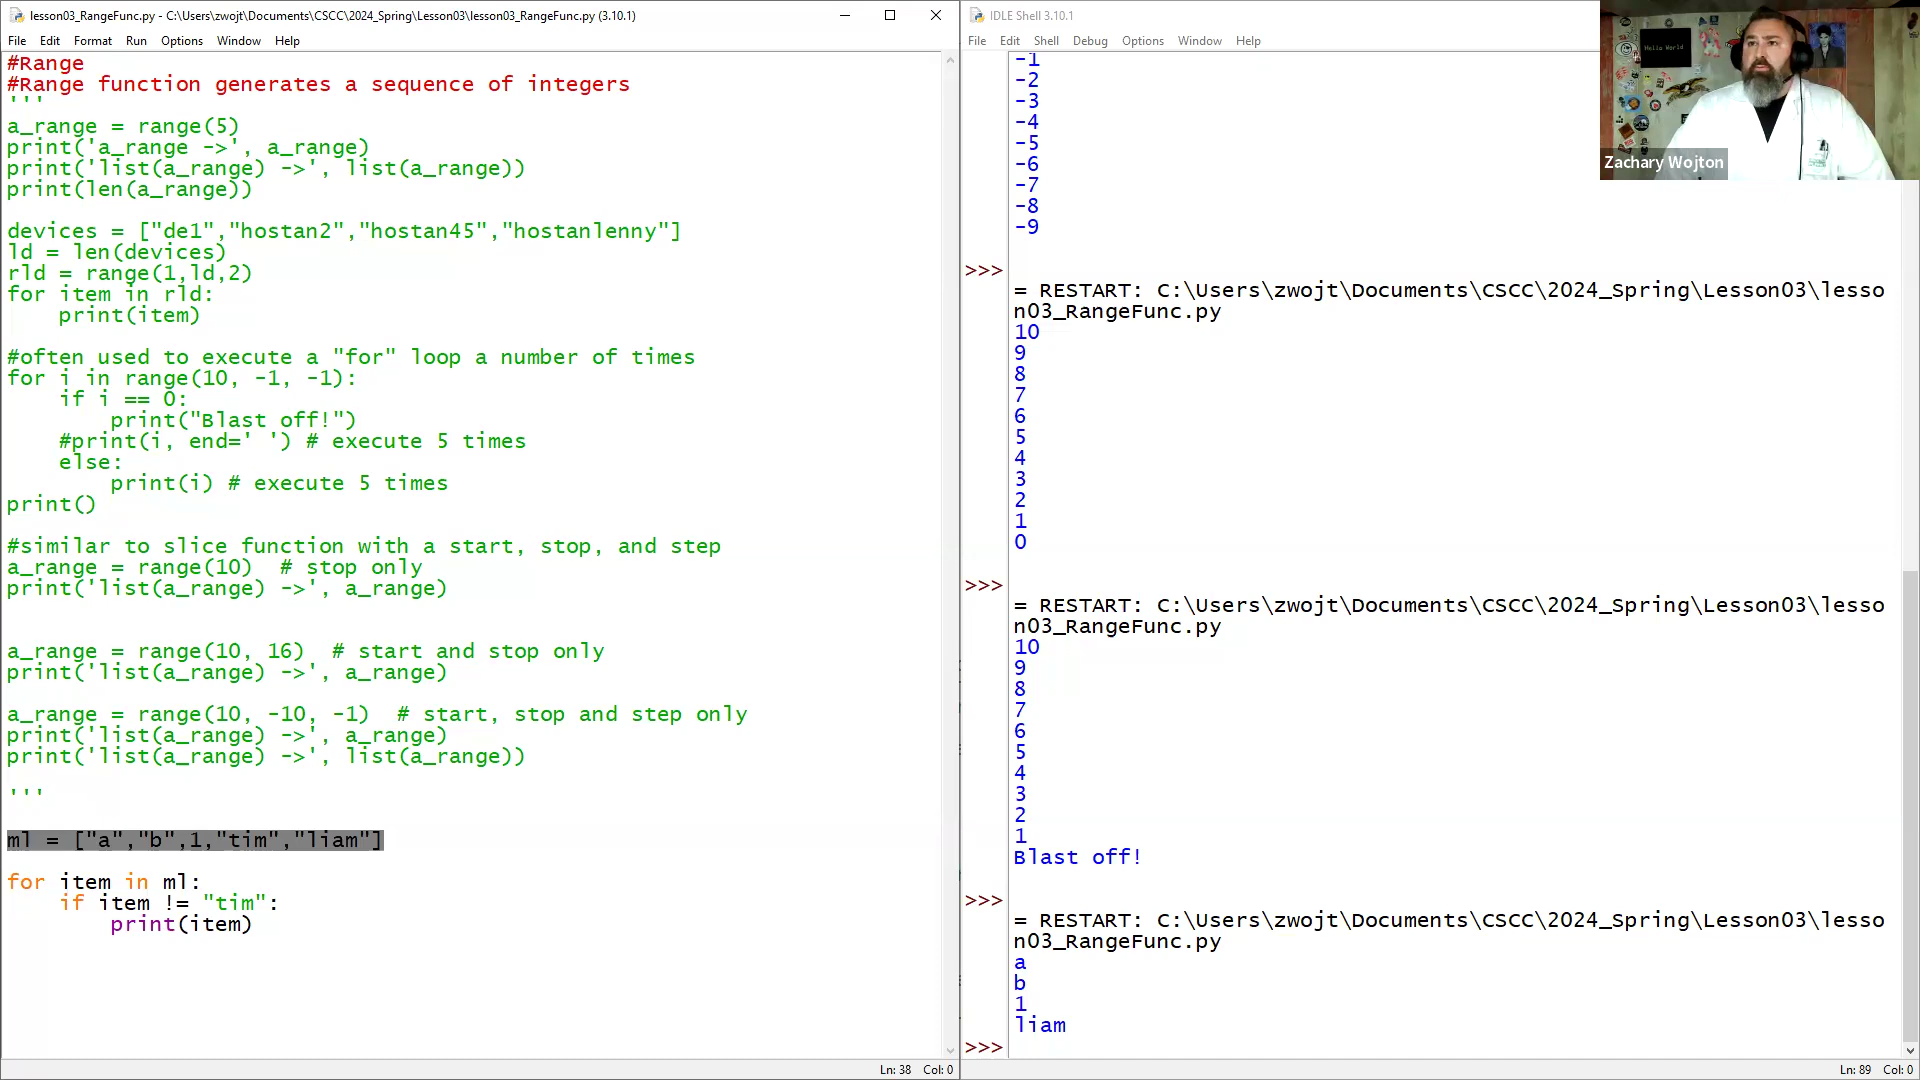 lesson03_RangeFunc.py - C:\Users\zwojt\Documents\CSCC\2024_Spring\Lesson03\lesson03_RangeFunc.py (3.10.1)
File Edit Format Run Options Window Help
#Range
#Range function generates a sequence of integers
'''
a_range = range(5)
print('a_range ->', a_range)
print('list(a_range) ->', list(a_range))
print(len(a_range))
devices = ["de1","hostan2","hostan45","hostanlenny"]
ld = len(devices)
rld = range(1,ld,2)
for item in rld:
    print(item)
#often used to execute a "for" loop a number of times
for i in range(10, -1, -1):
    if i == 0:
        print("Blast off!")
    #print(i, end=' ') # execute 5 times
    else:
        print(i) # execute 5 times
print()
#similar to slice function with a start, stop, and step
a_range = range(10)  # stop only
print('list(a_range) ->', a_range)
a_range = range(10, 16)  # start and stop only
print('list(a_range) ->', a_range)
a_range = range(10, -10, -1)  # start, stop and step only
print('list(a_range) ->', a_range)
print('list(a_range) ->', list(a_range))
'''
ml = ["a","b",1,"tim","liam"]
for item in ml:
    if item != "tim":
        print(item)
Ln: 38 Col: 0
IDLE Shell 3.10.1
File Edit Shell Debug Options Window Help
-1
-2
-3
-4
-5
-6
-7
-8
-9
>>>
= RESTART: C:\Users\zwojt\Documents\CSCC\2024_Spring\Lesson03\lesso
n03_RangeFunc.py
10
9
8
7
6
5
4
3
2
1
0
>>>
= RESTART: C:\Users\zwojt\Documents\CSCC\2024_Spring\Lesson03\lesso
n03_RangeFunc.py
10
9
8
7
6
5
4
3
2
1
Blast off!
>>>
= RESTART: C:\Users\zwojt\Documents\CSCC\2024_Spring\Lesson03\lesso
n03_RangeFunc.py
a
b
1
liam
>>>
Ln: 89 Col: 0
Hello World
Zachary Wojton